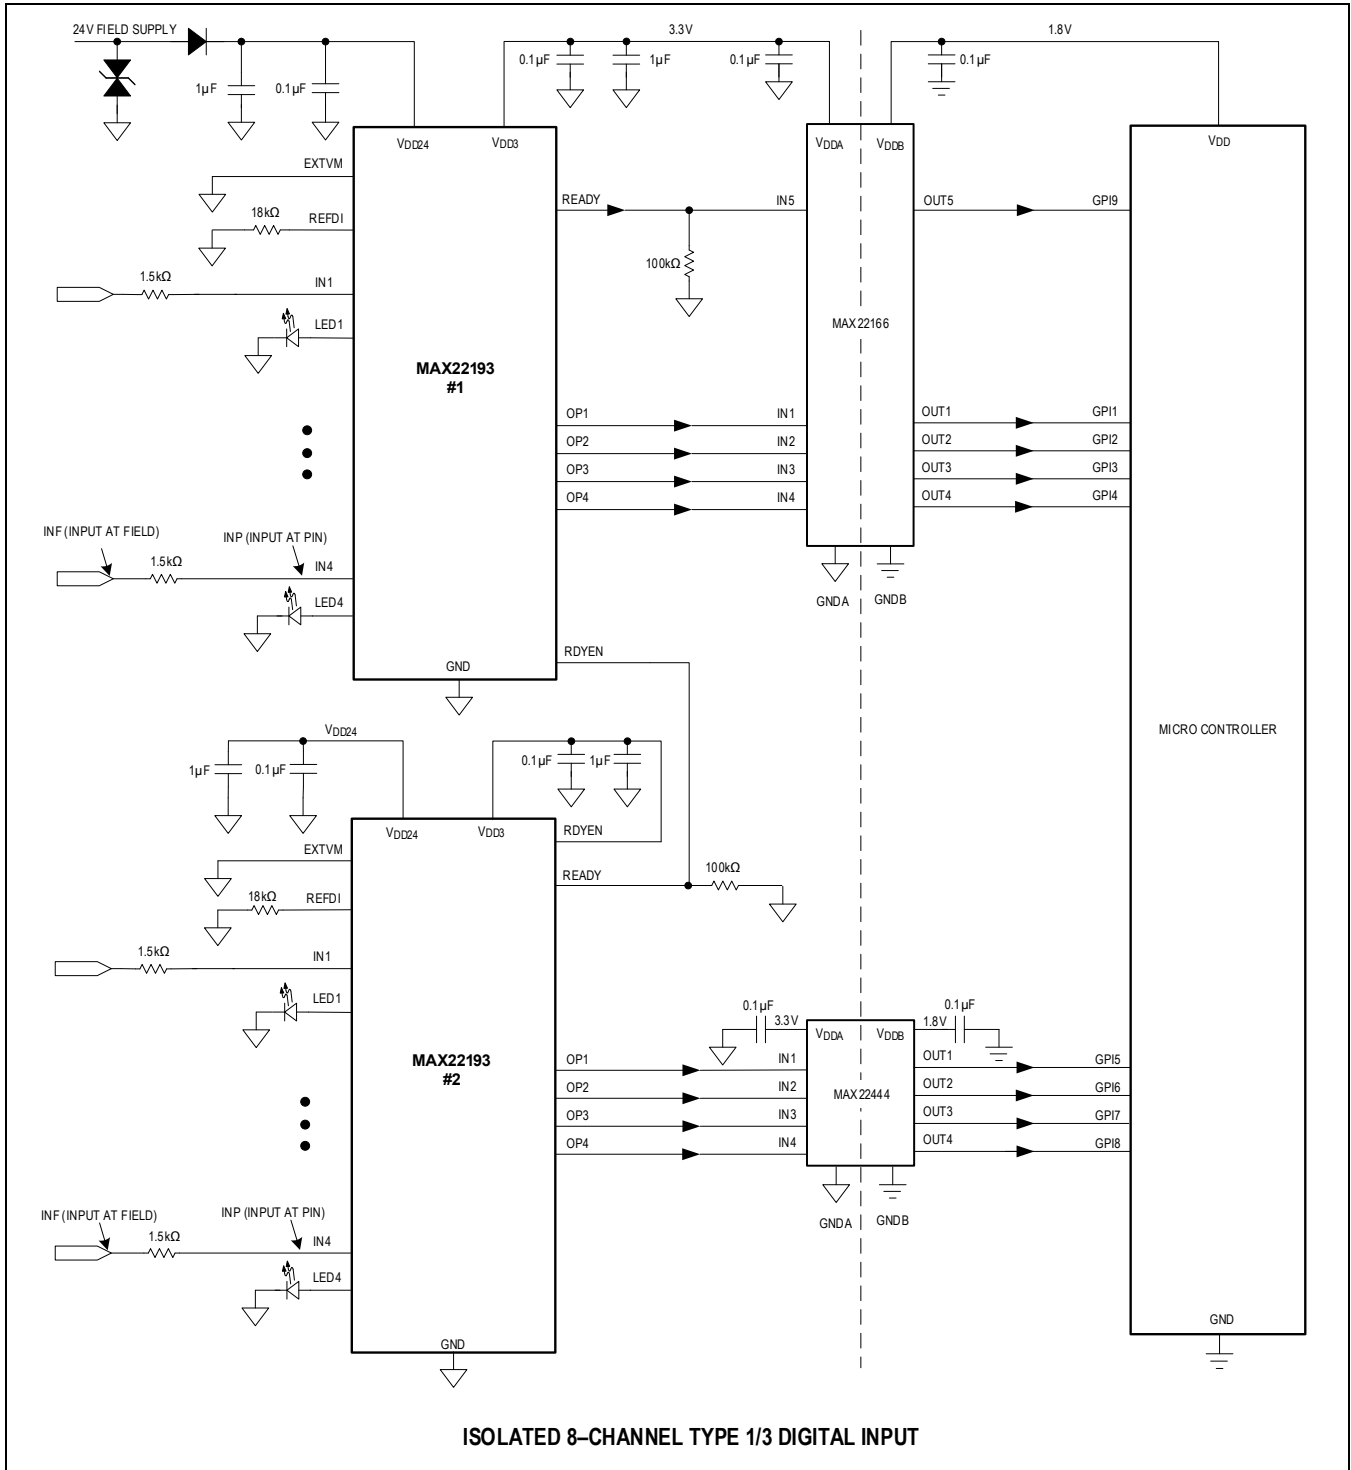 24V FIELD SUPPLY
3.3V
1.8V
1µF
0.1µF
0.1µF
1µF
0.1µF
0.1µF
VDD24
VDD3
VDDA
VDDB
VDD
EXTVM
18kΩ
REFDI
READY
IN5
OUT5
GPI9
100kΩ
1.5kΩ
IN1
LED1
MAX22166
MAX22193
#1
OP1
IN1
OUT1
GPI1
OP2
IN2
OUT2
GPI2
OP3
IN3
OUT3
GPI3
OP4
IN4
OUT4
GPI4
INF (INPUT AT FIELD)
INP (INPUT AT PIN)
1.5kΩ
IN4
LED4
GNDA
GNDB
RDYEN
GND
MICRO CONTROLLER
VDD24
1µF
0.1µF
0.1µF
1µF
VDD24
VDD3
RDYEN
EXTVM
READY
100kΩ
18kΩ
REFDI
1.5kΩ
IN1
LED1
0.1µF
3.3V
VDDA
VDDB
1.8V
0.1µF
MAX22193
#2
OP1
IN1
OUT1
GPI5
OP2
IN2
OUT2
GPI6
MAX22444
OP3
IN3
OUT3
GPI7
OP4
IN4
OUT4
GPI8
INF (INPUT AT FIELD)
INP (INPUT AT PIN)
1.5kΩ
IN4
LED4
GNDA
GNDB
GND
GND
ISOLATED 8–CHANNEL TYPE 1/3 DIGITAL INPUT